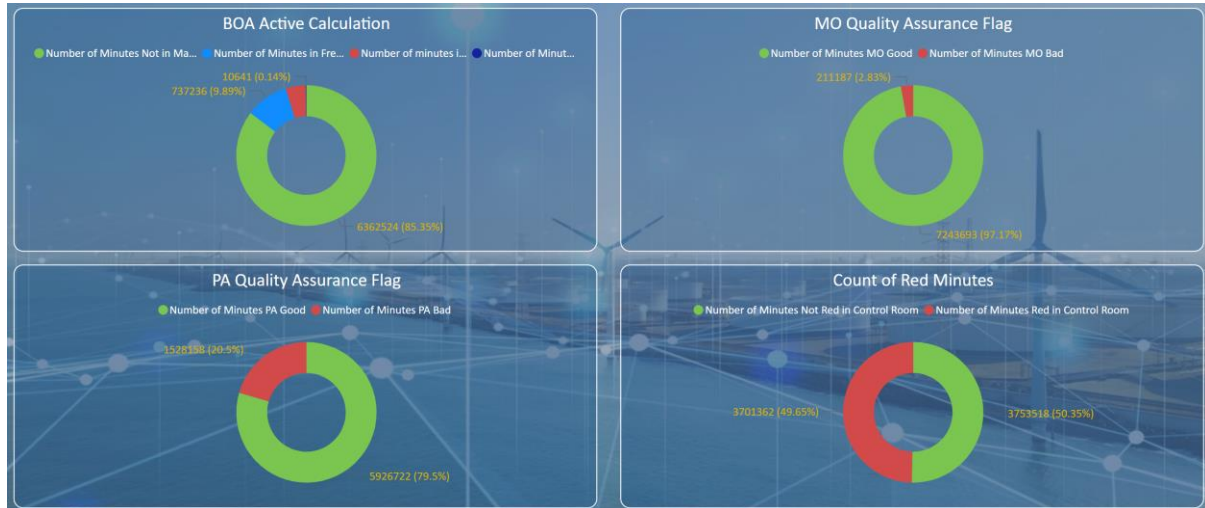 BOA Active Calculation
Number of Minutes Not in Ma... Number of Minutes in Fre... Number of minutes i... Number of Minut...
10641 (0.14%)
737236 (9.89%)
6362524 (85.35%)
MO Quality Assurance Flag
Number of Minutes MO Good Number of Minutes MO Bad
211187 (2.83%)
7243693 (97.17%)
PA Quality Assurance Flag
Number of Minutes PA Good Number of Minutes PA Bad
1528158 (20.5%)
5926722 (79.5%)
Count of Red Minutes
Number of Minutes Not Red in Control Room Number of Minutes Red in Control Room
3701362 (49.65%)
3753518 (50.35%)